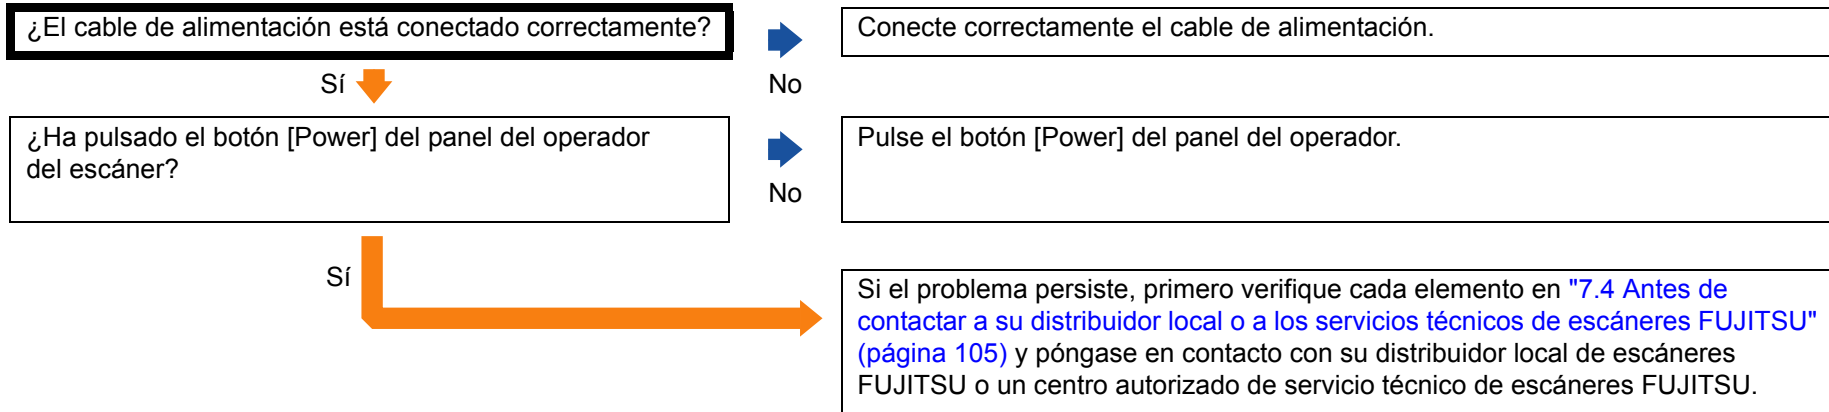 ¿El cable de alimentación está conectado correctamente?
Conecte correctamente el cable de alimentación.
Sí
No
¿Ha pulsado el botón [Power] del panel del operador
del escáner?
Pulse el botón [Power] del panel del operador.
No
Sí
Si el problema persiste, primero verifique cada elemento en "7.4 Antes de
contactar a su distribuidor local o a los servicios técnicos de escáneres FUJITSU"
(página 105) y póngase en contacto con su distribuidor local de escáneres
FUJITSU o un centro autorizado de servicio técnico de escáneres FUJITSU.